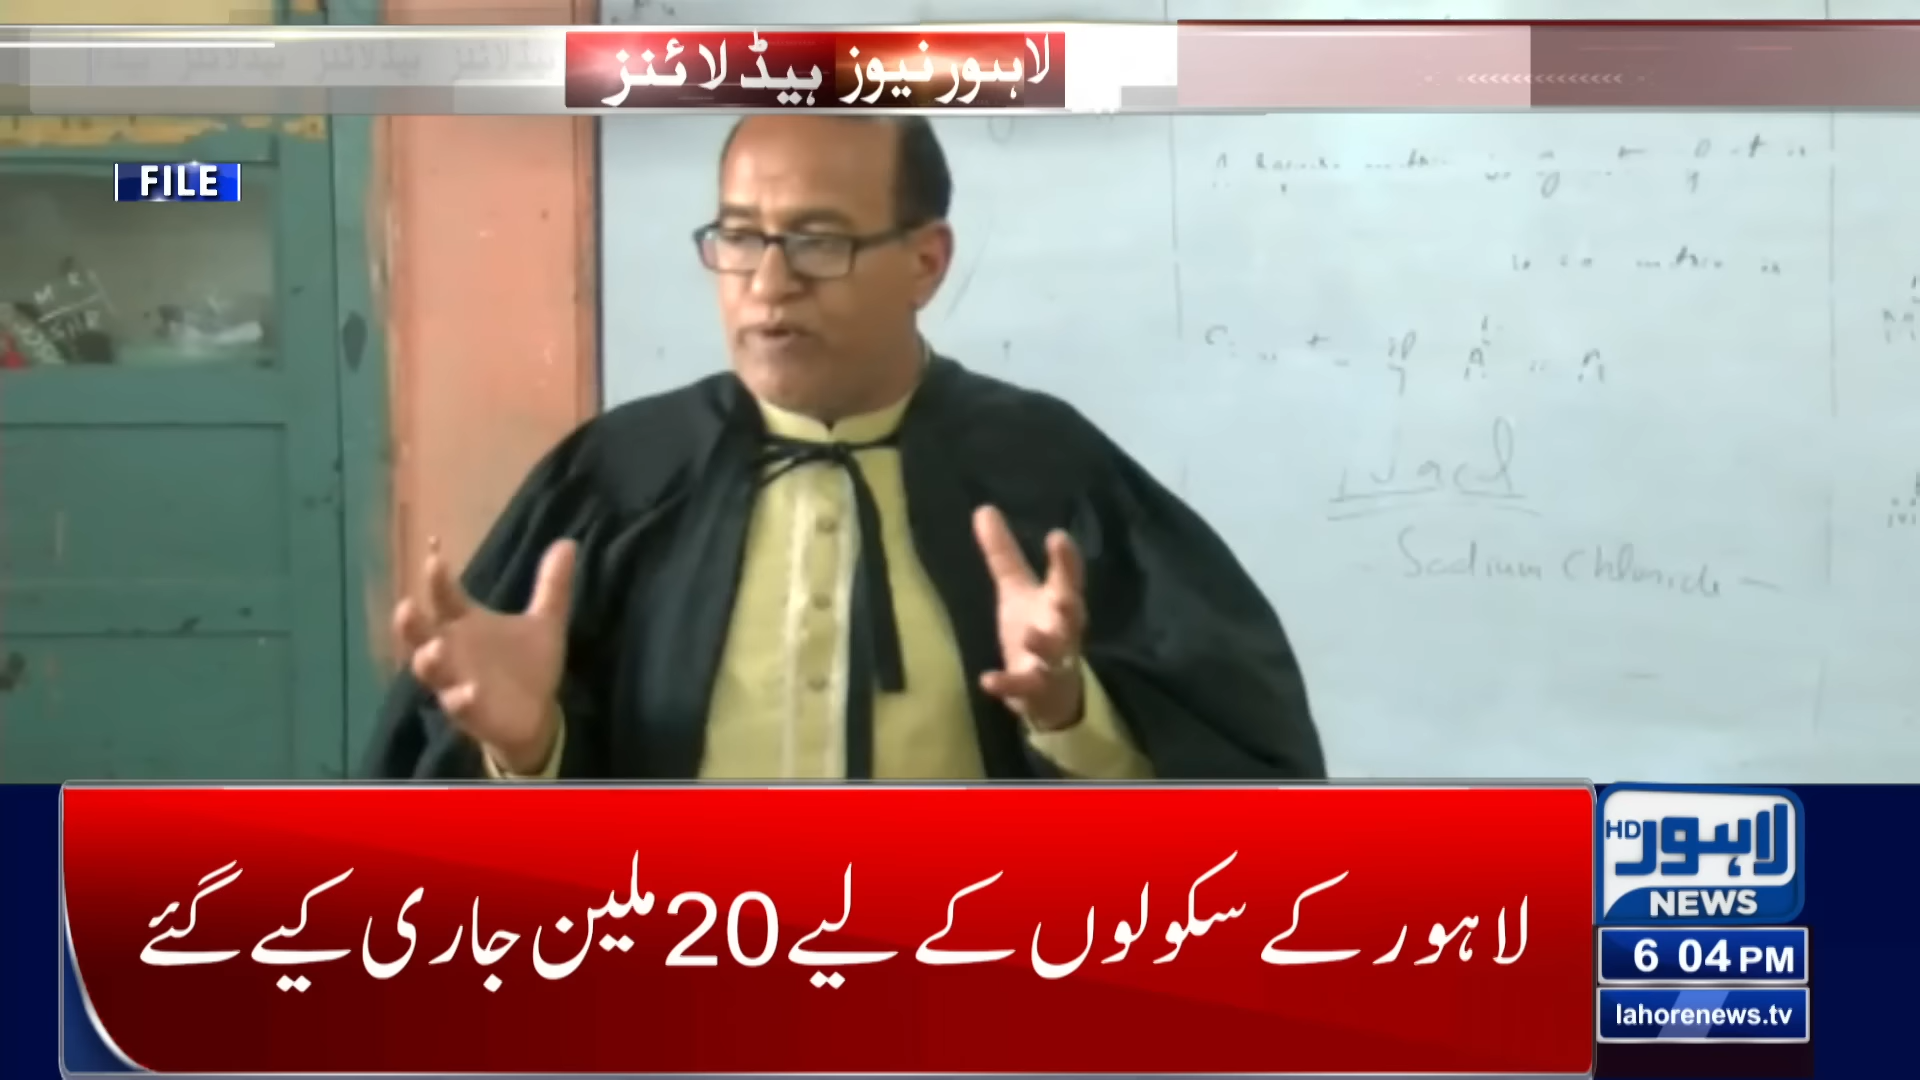 لاہور نیوز ہیڈ لائنز
FILE
NaCl
Sodium Chloride
لاہور کے سکولوں کے لیے 20 ملین جاری کیے گئے
لاہور HD
NEWS
6 04 PM
lahorenews.tv